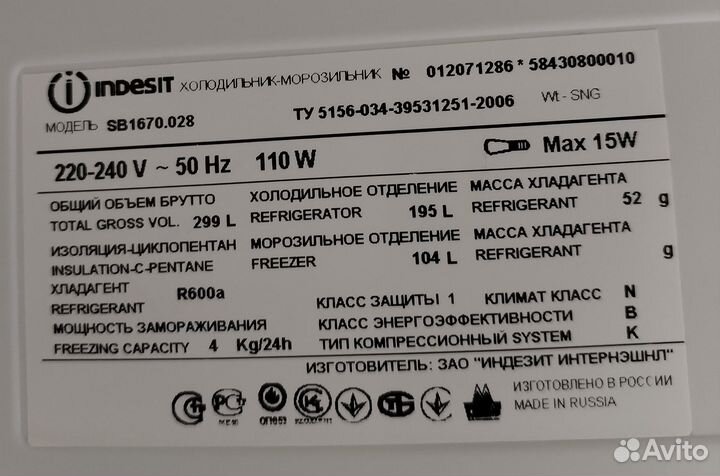 INDESIT ХОЛОДИЛЬНИК-МОРОЗИЛЬНИК № 012071286 * 58430800010
МОДЕЛЬ SB1670.028 ТУ 5156-034-39531251-2006 Wt - SNG
220-240 V ~ 50 Hz 110 W Max 15W
ОБЩИЙ ОБЪЕМ БРУТТО ХОЛОДИЛЬНОЕ ОТДЕЛЕНИЕ МАССА ХЛАДАГЕНТА
TOTAL GROSS VOL. 299 L REFRIGERATOR 195 L REFRIGERANT 52 g
ИЗОЛЯЦИЯ-ЦИКЛОПЕНТАН МОРОЗИЛЬНОЕ ОТДЕЛЕНИЕ МАССА ХЛАДАГЕНТА
INSULATION-C-PENTANE FREEZER 104 L REFRIGERANT g
ХЛАДАГЕНТ
REFRIGERANT R600a КЛАСС ЗАЩИТЫ 1 КЛИМАТ КЛАСС N
МОЩНОСТЬ ЗАМОРАЖИВАНИЯ КЛАСС ЭНЕРГОЭФФЕКТИВНОСТИ B
FREEZING CAPACITY 4 Kg/24h ТИП КОМПРЕССИОННЫЙ SYSTEM K
ИЗГОТОВИТЕЛЬ: ЗАО "ИНДЕЗИТ ИНТЕРНЭШНЛ"
ИЗГОТОВЛЕНО В РОССИИ
MADE IN RUSSIA
Avito